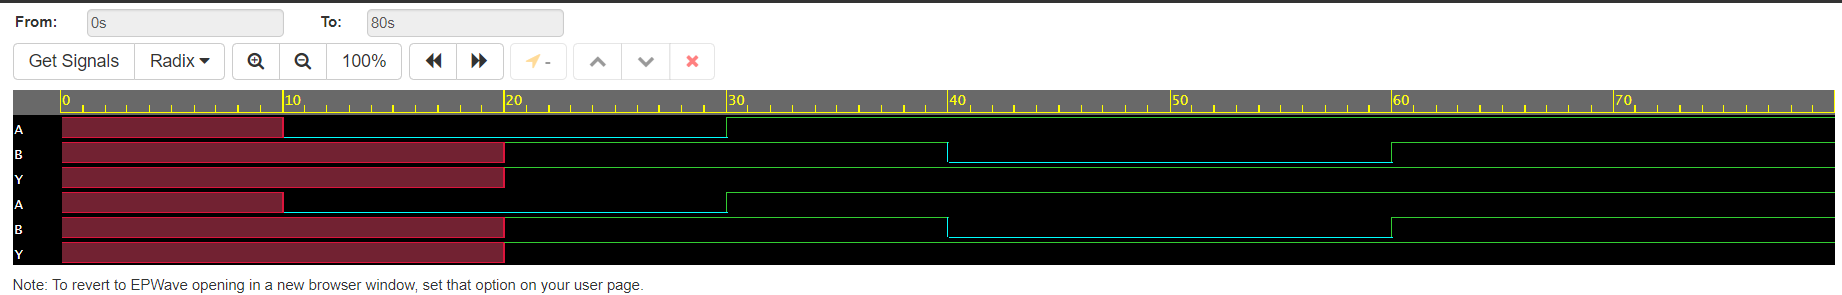 From: 0s To: 80s
Get Signals Radix 100% -
0 10 20 30 40 50 60 70
A
B
Y
A
B
Y
Note: To revert to EPWave opening in a new browser window, set that option on your user page.